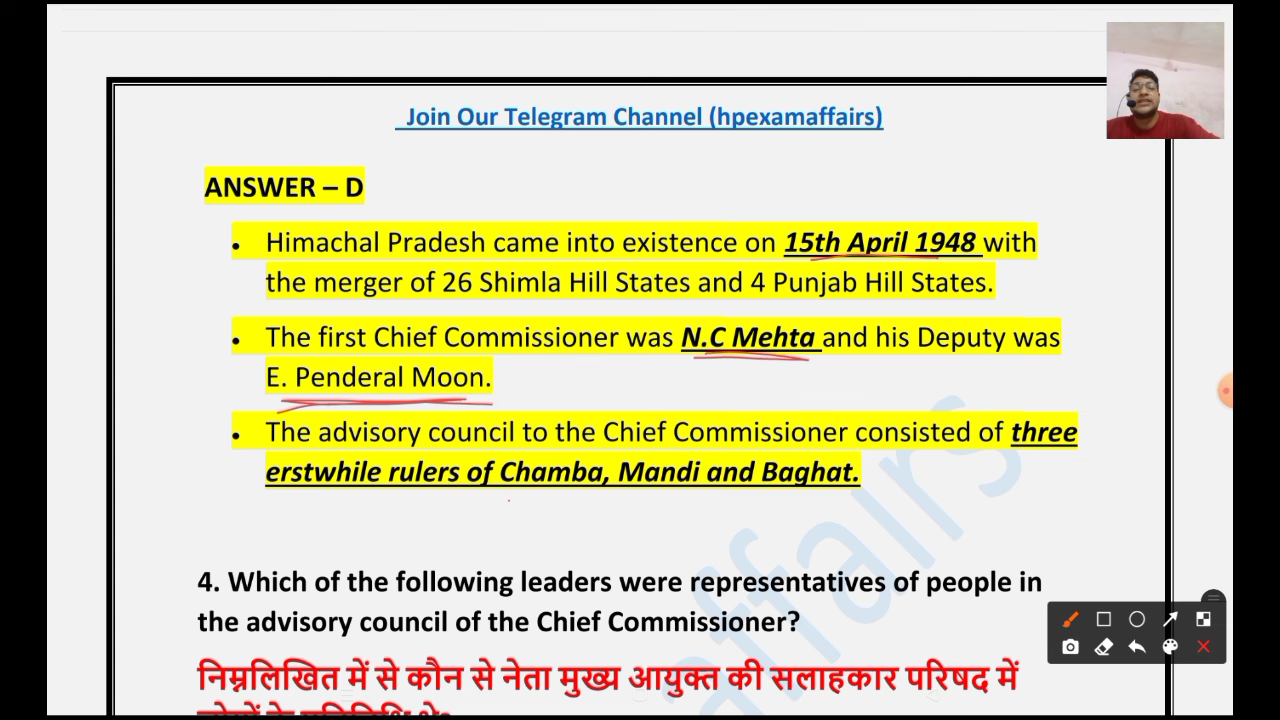 Join Our Telegram Channel (hpexamaffairs)
ANSWER – D
• Himachal Pradesh came into existence on 15th April 1948 with
the merger of 26 Shimla Hill States and 4 Punjab Hill States.
• The first Chief Commissioner was N.C Mehta and his Deputy was
E. Penderal Moon.
• The advisory council to the Chief Commissioner consisted of three
erstwhile rulers of Chamba, Mandi and Baghat.
affairs
4. Which of the following leaders were representatives of people in
the advisory council of the Chief Commissioner?
निम्नलिखित में से कौन से नेता मुख्य आयुक्त की सलाहकार परिषद में